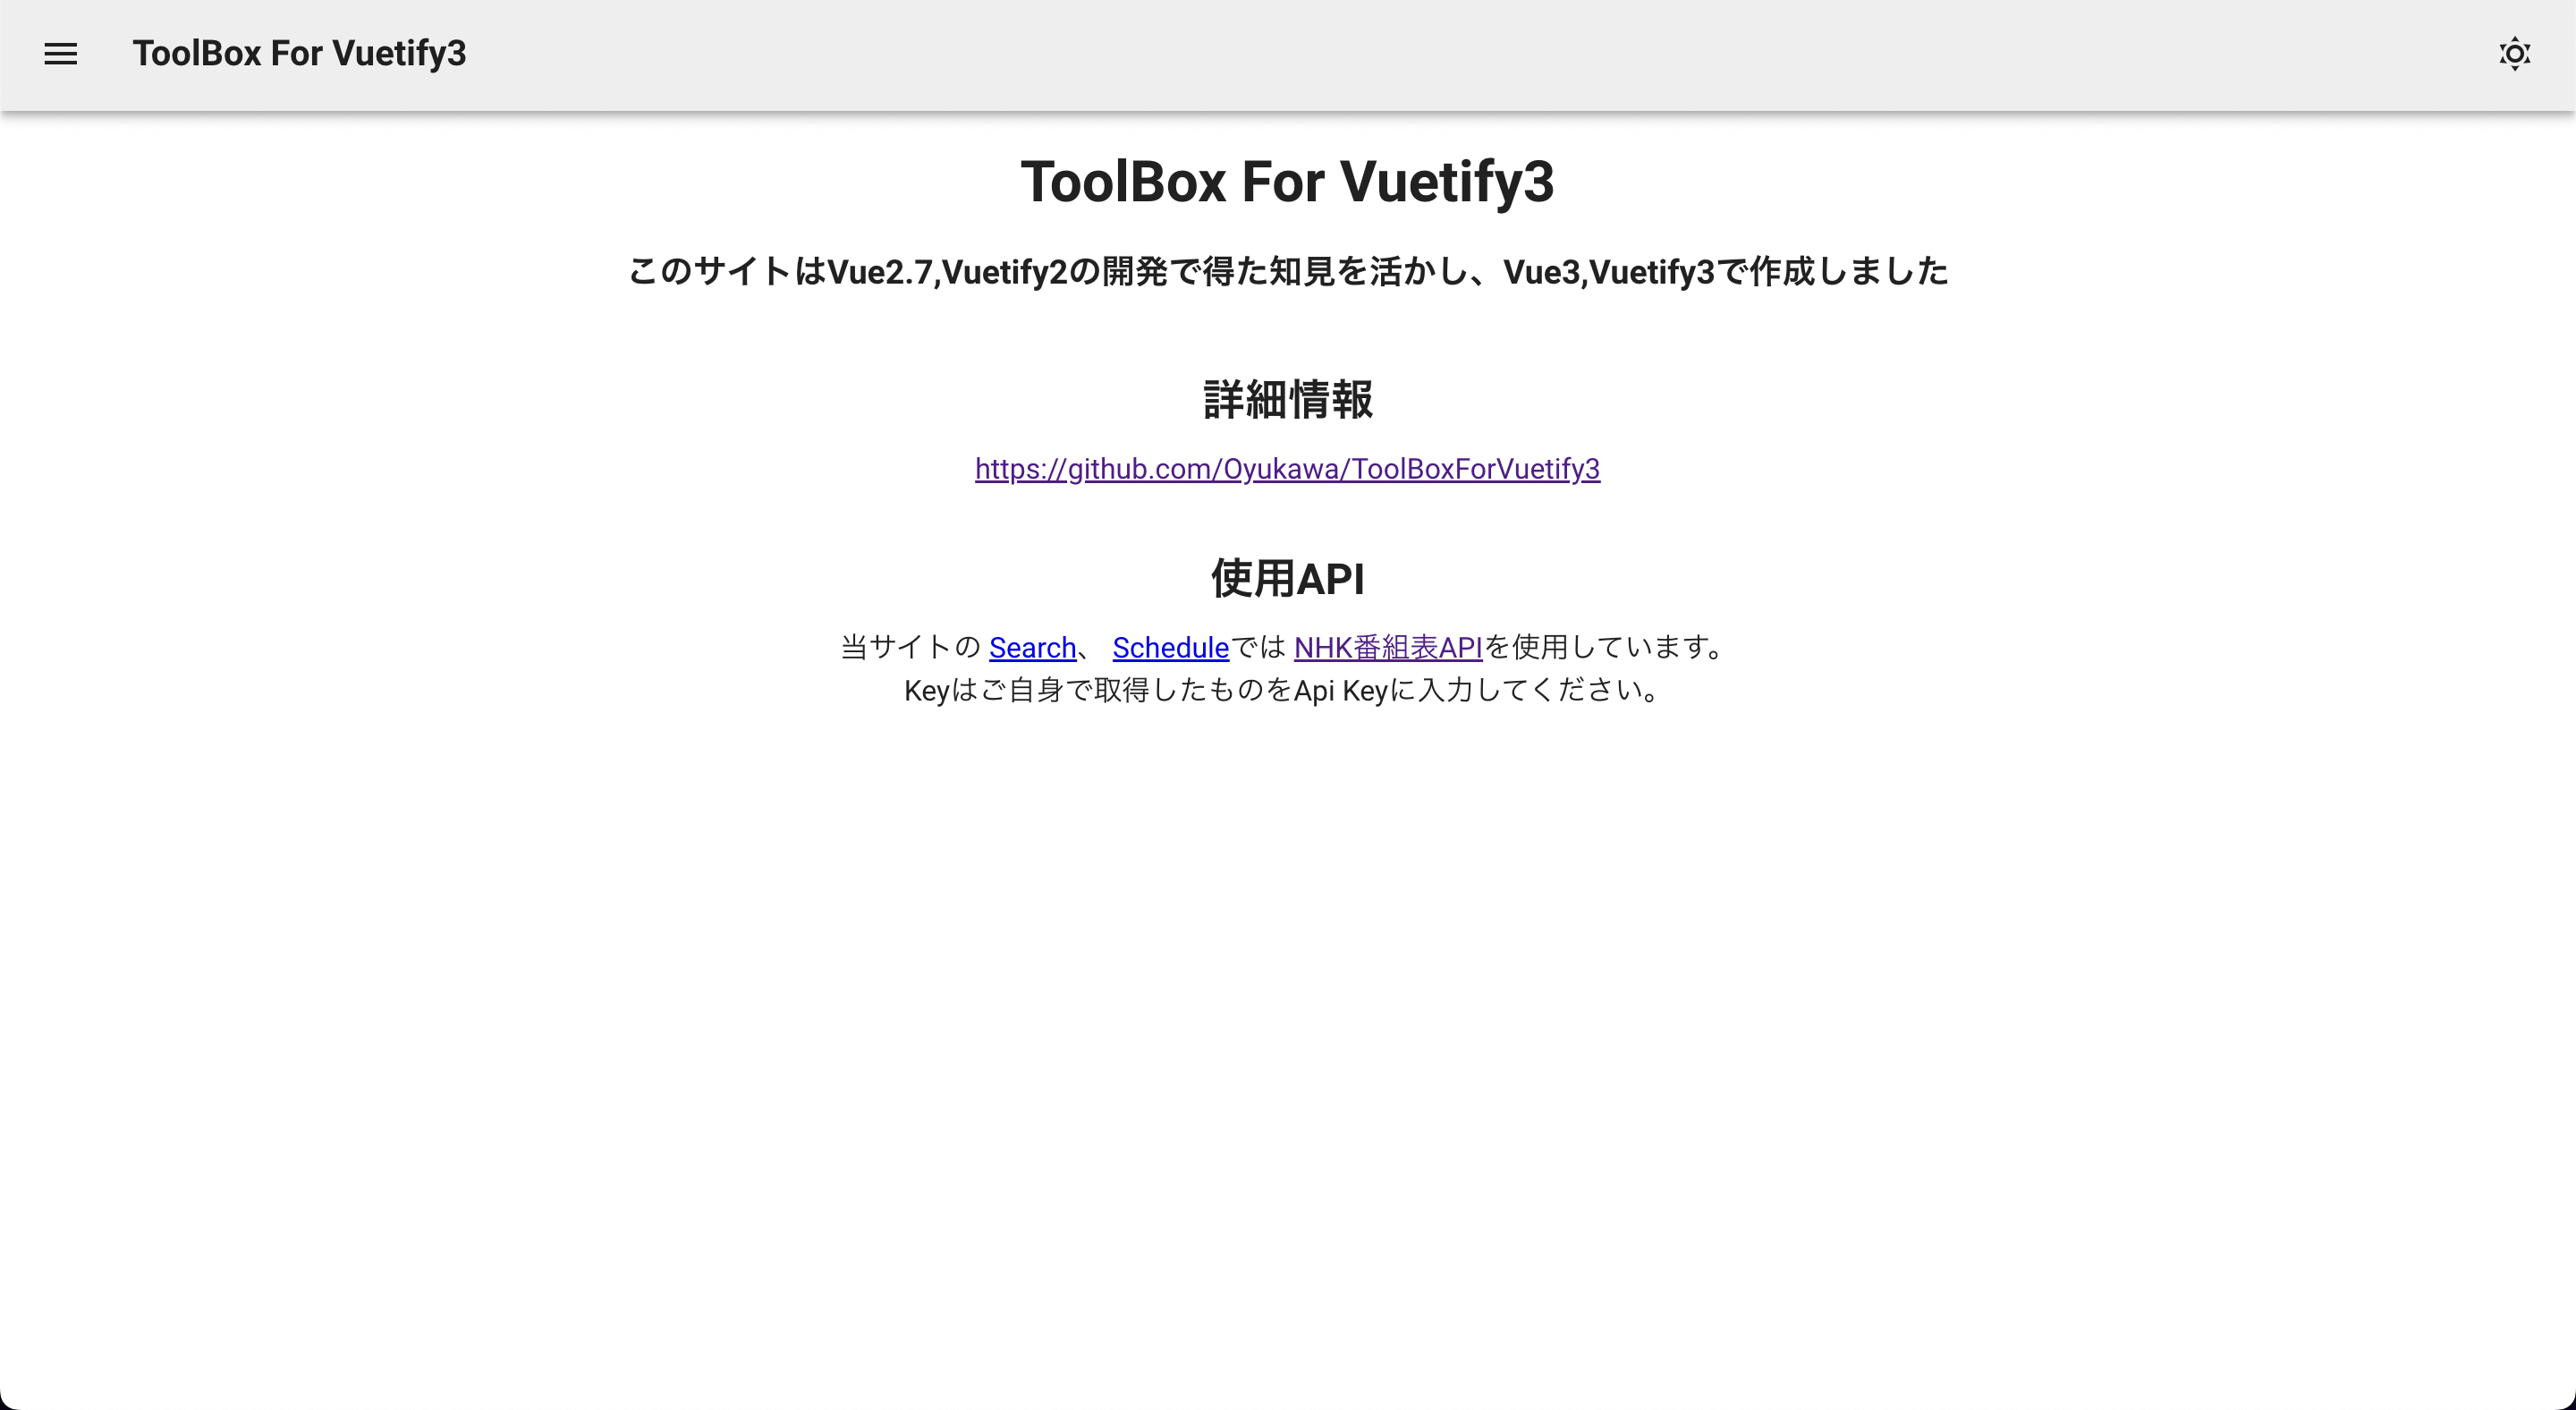 ToolBox For Vuetify3
ToolBox For Vuetify3
このサイトはVue2.7,Vuetify2の開発で得た知見を活かし、Vue3,Vuetify3で作成しました
詳細情報
https://github.com/Oyukawa/ToolBoxForVuetify3
使用API
当サイトの Search、 Scheduleでは NHK番組表APIを使用しています。
Keyはご自身で取得したものをApi Keyに入力してください。